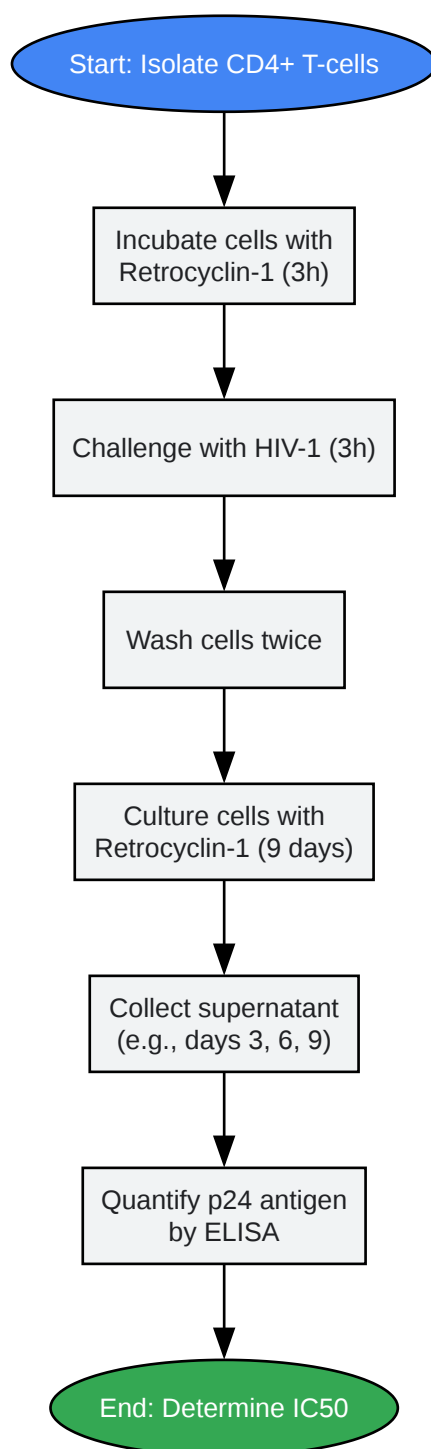 Start: Isolate CD4+ T-cells
Incubate cells with
Retrocyclin-1 (3h)
Challenge with HIV-1 (3h)
Wash cells twice
Culture cells with
Retrocyclin-1 (9 days)
Collect supernatant
(e.g., days 3, 6, 9)
Quantify p24 antigen
by ELISA
End: Determine IC50